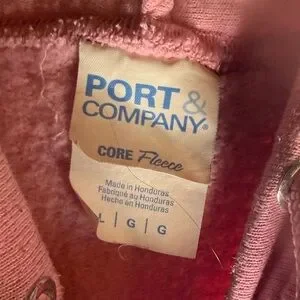 PORT &
COMPANY®
CORE Fleece
Made in Honduras
Fabriqué au Honduras
Hecho en Honduras
L | G | G